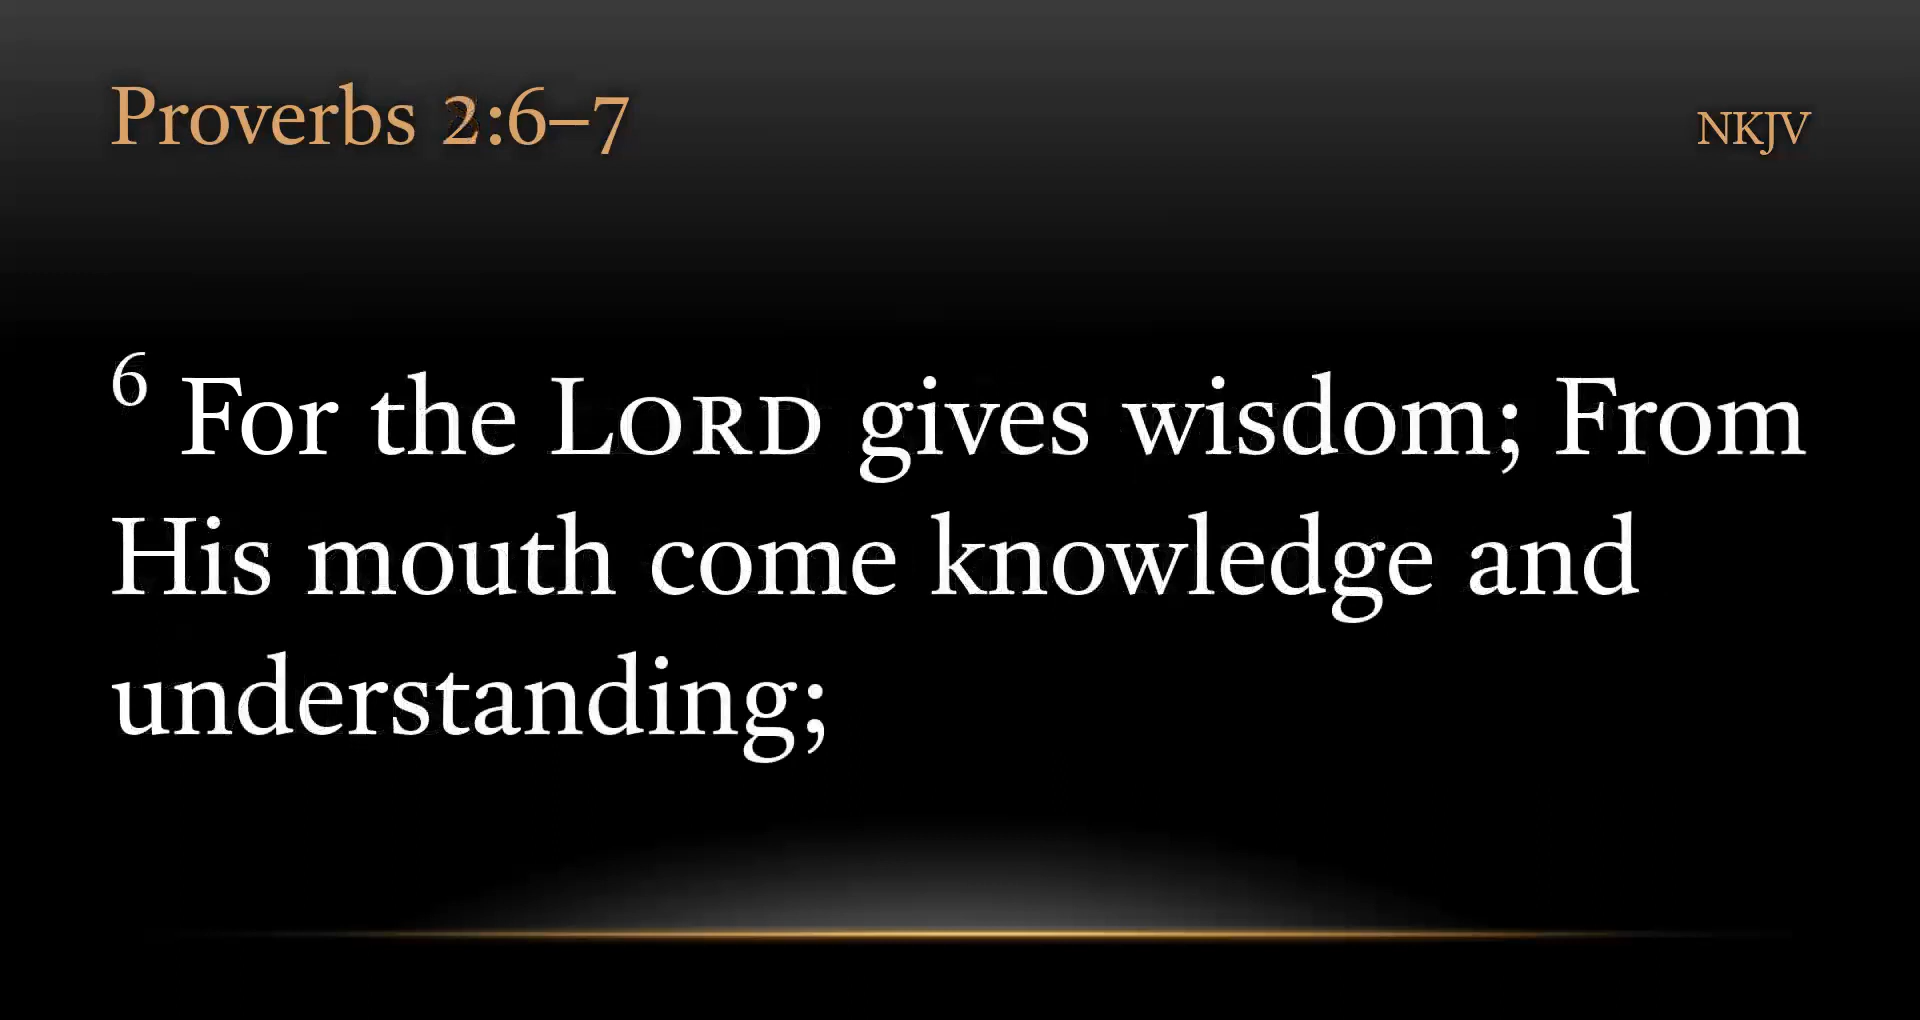 Proverbs 2:6–7
NKJV
6 For the LORD gives wisdom; From
His mouth come knowledge and
understanding;